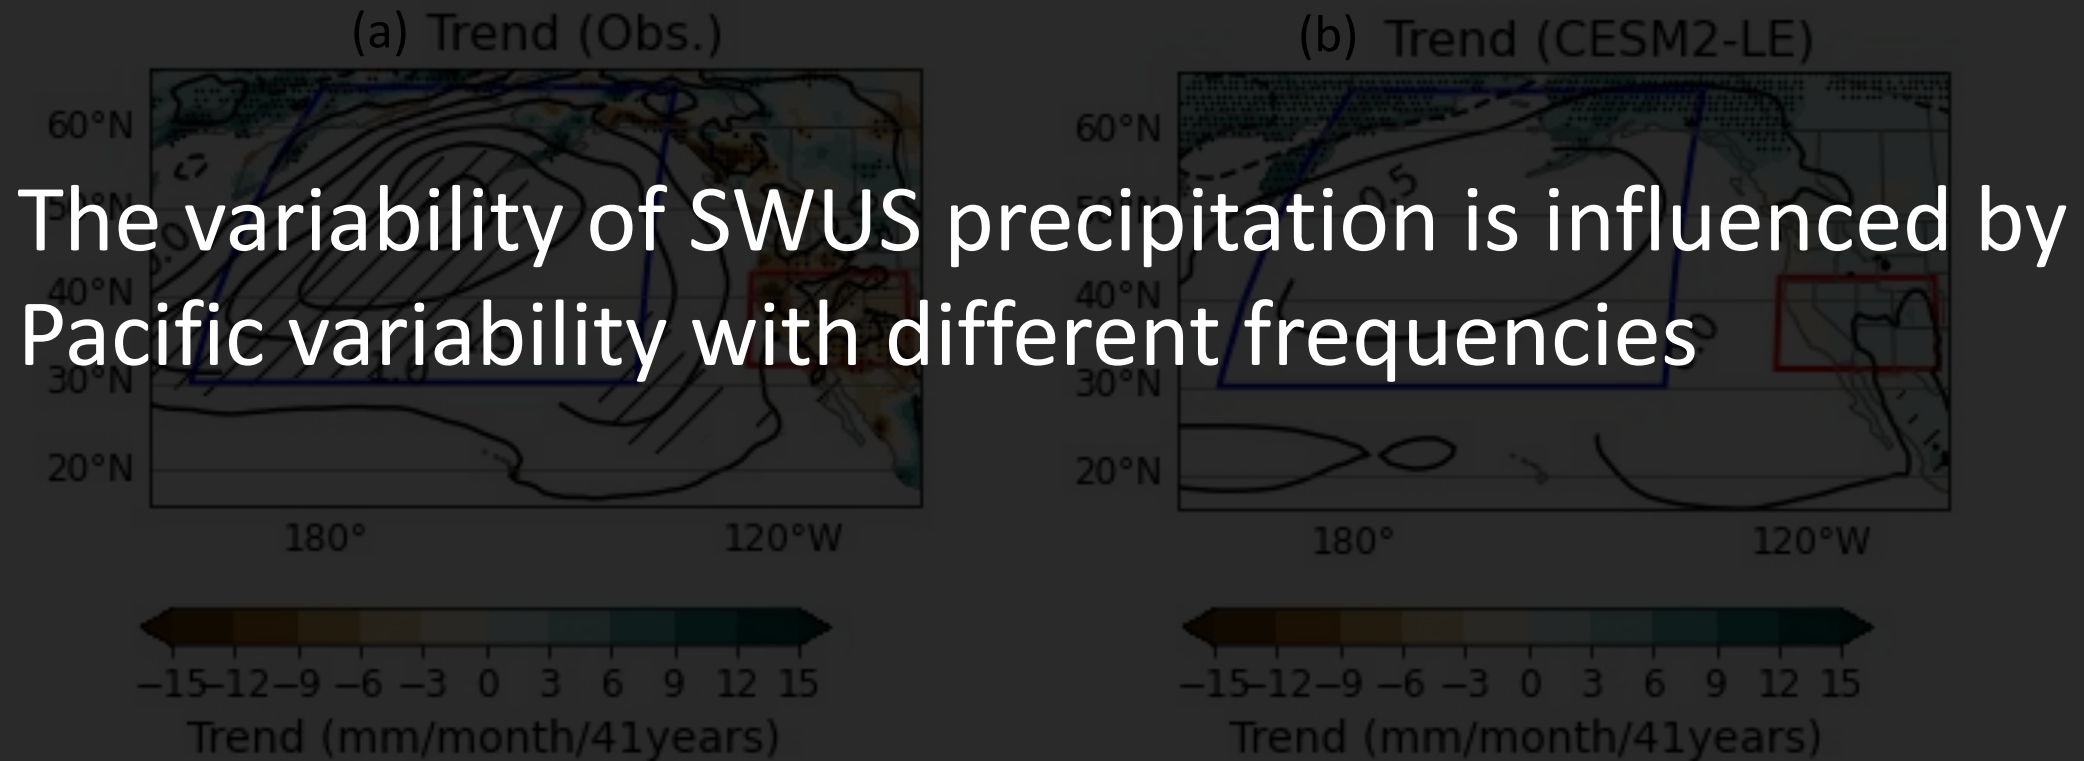 (a) Trend (Obs.)
(b) Trend (CESM2-LE)
The variability of SWUS precipitation is influenced by
Pacific variability with different frequencies
60°N
40°N
30°N
20°N
180°
120°W
-15 -12 -9 -6 -3 0 3 6 9 12 15
Trend (mm/month/41years)
60°N
0.5
40°N
30°N
20°N
180°
120°W
-15 -12 -9 -6 -3 0 3 6 9 12 15
Trend (mm/month/41years)